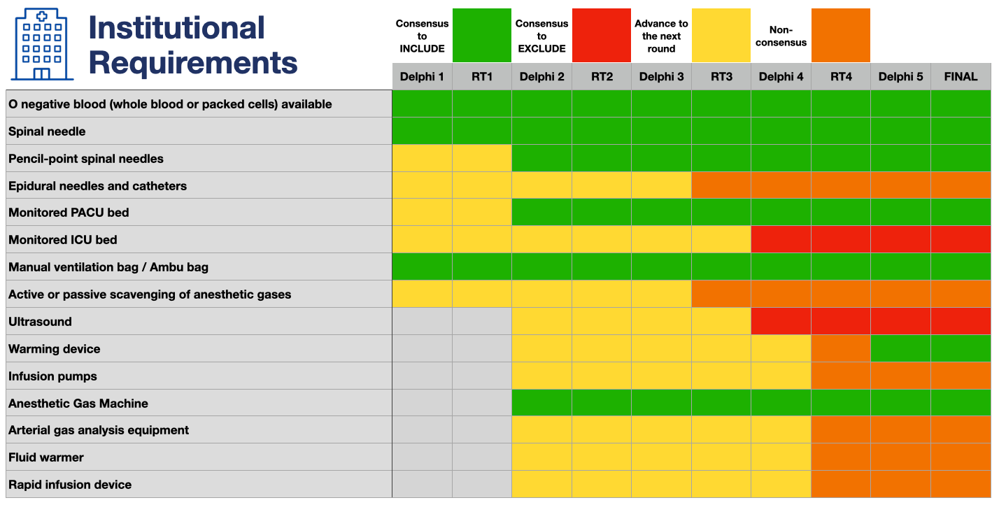 Institutional
Requirements
Consensus
to
INCLUDE
Consensus
to
EXCLUDE
Advance to
the next
round
Non-
consensus
Delphi 1 RT1 Delphi 2 RT2 Delphi 3 RT3 Delphi 4 RT4 Delphi 5 FINAL
O negative blood (whole blood or packed cells) available
Spinal needle
Pencil-point spinal needles
Epidural needles and catheters
Monitored PACU bed
Monitored ICU bed
Manual ventilation bag / Ambu bag
Active or passive scavenging of anesthetic gases
Ultrasound
Warming device
Infusion pumps
Anesthetic Gas Machine
Arterial gas analysis equipment
Fluid warmer
Rapid infusion device